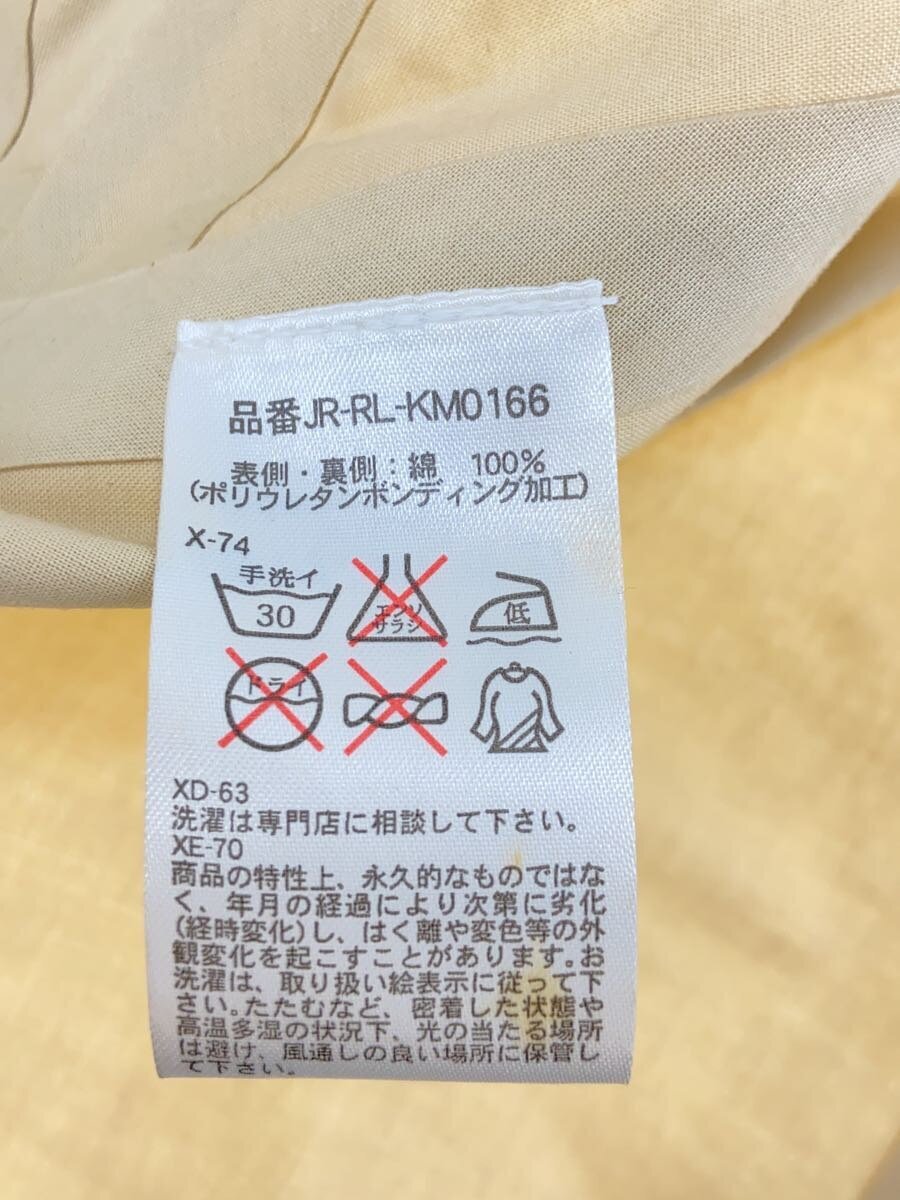 品番JR-RL-KM0166
表側・裏側：綿 100%
(ポリウレタンボンディング加工)
X-74
手洗イ
30
エンソ
サラシ
低
ドライ
XD-63
洗濯は専門店に相談して下さい。
XE-70
商品の特性上、永久的なものではな
く、年月の経過により次第に劣化
(経時変化)し、はく離や変色等の外
観変化を起こすことがあります。お
洗濯は、取り扱い絵表示に従って下
さい。たたむなど、密着した状態や
高温多湿の状況下、光の当たる場所
は避け、風通しの良い場所に保管し
て下さい。